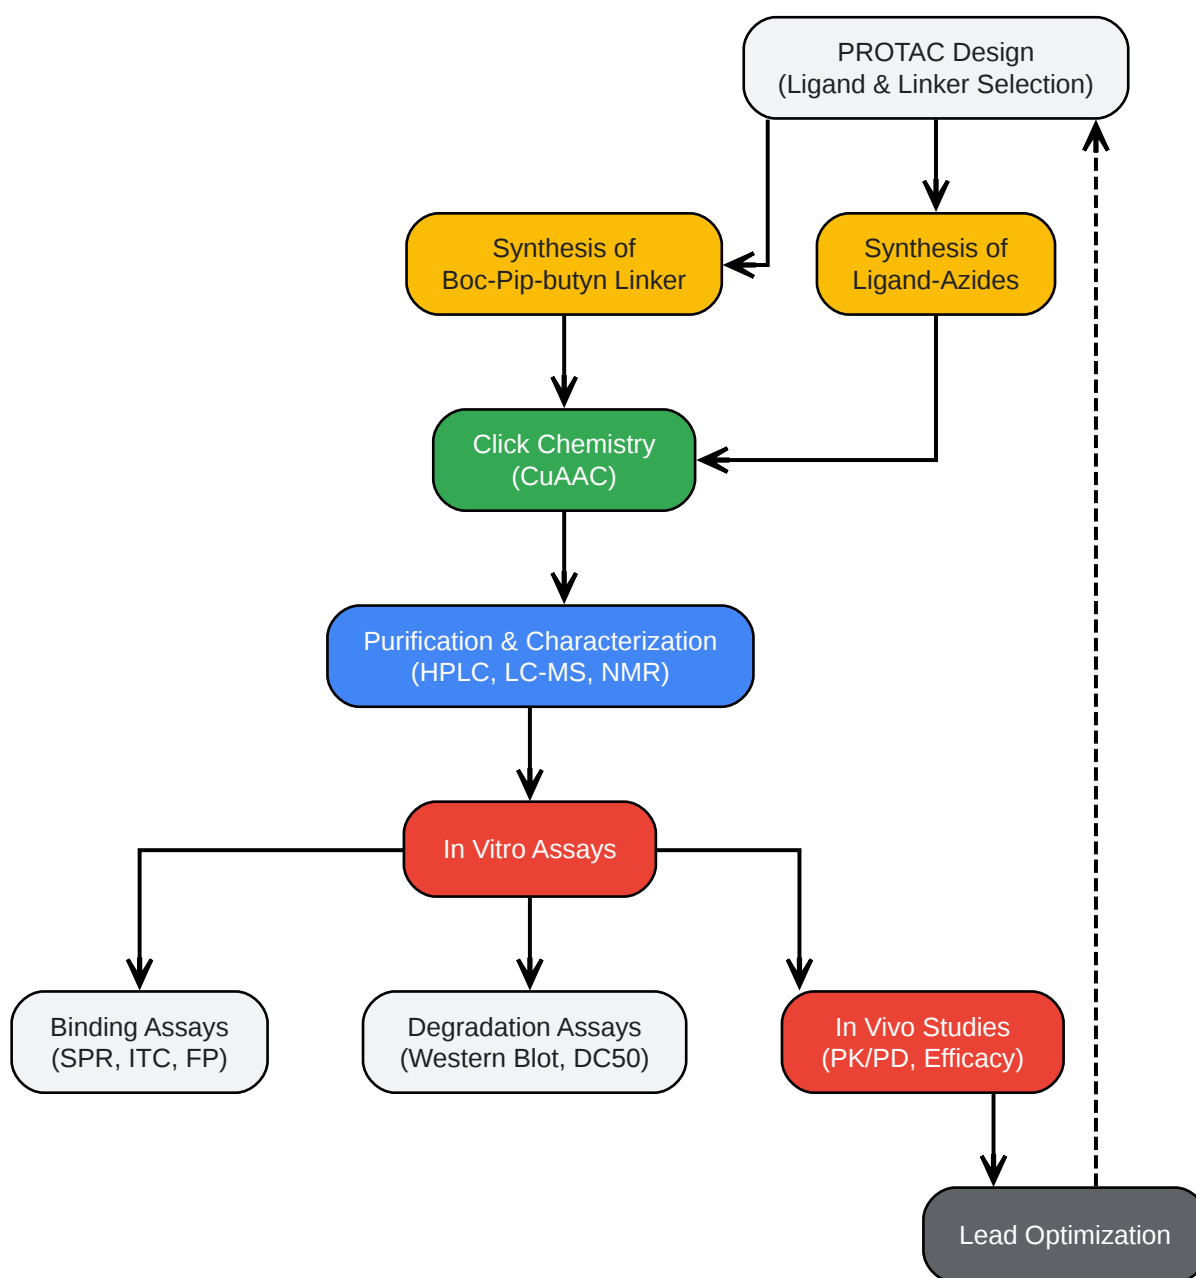 PROTAC Design
(Ligand & Linker Selection)
Synthesis of
Boc-Pip-butyn Linker
Synthesis of
Ligand-Azides
Click Chemistry
(CuAAC)
Purification & Characterization
(HPLC, LC-MS, NMR)
In Vitro Assays
Binding Assays
(SPR, ITC, FP)
Degradation Assays
(Western Blot, DC50)
In Vivo Studies
(PK/PD, Efficacy)
Lead Optimization